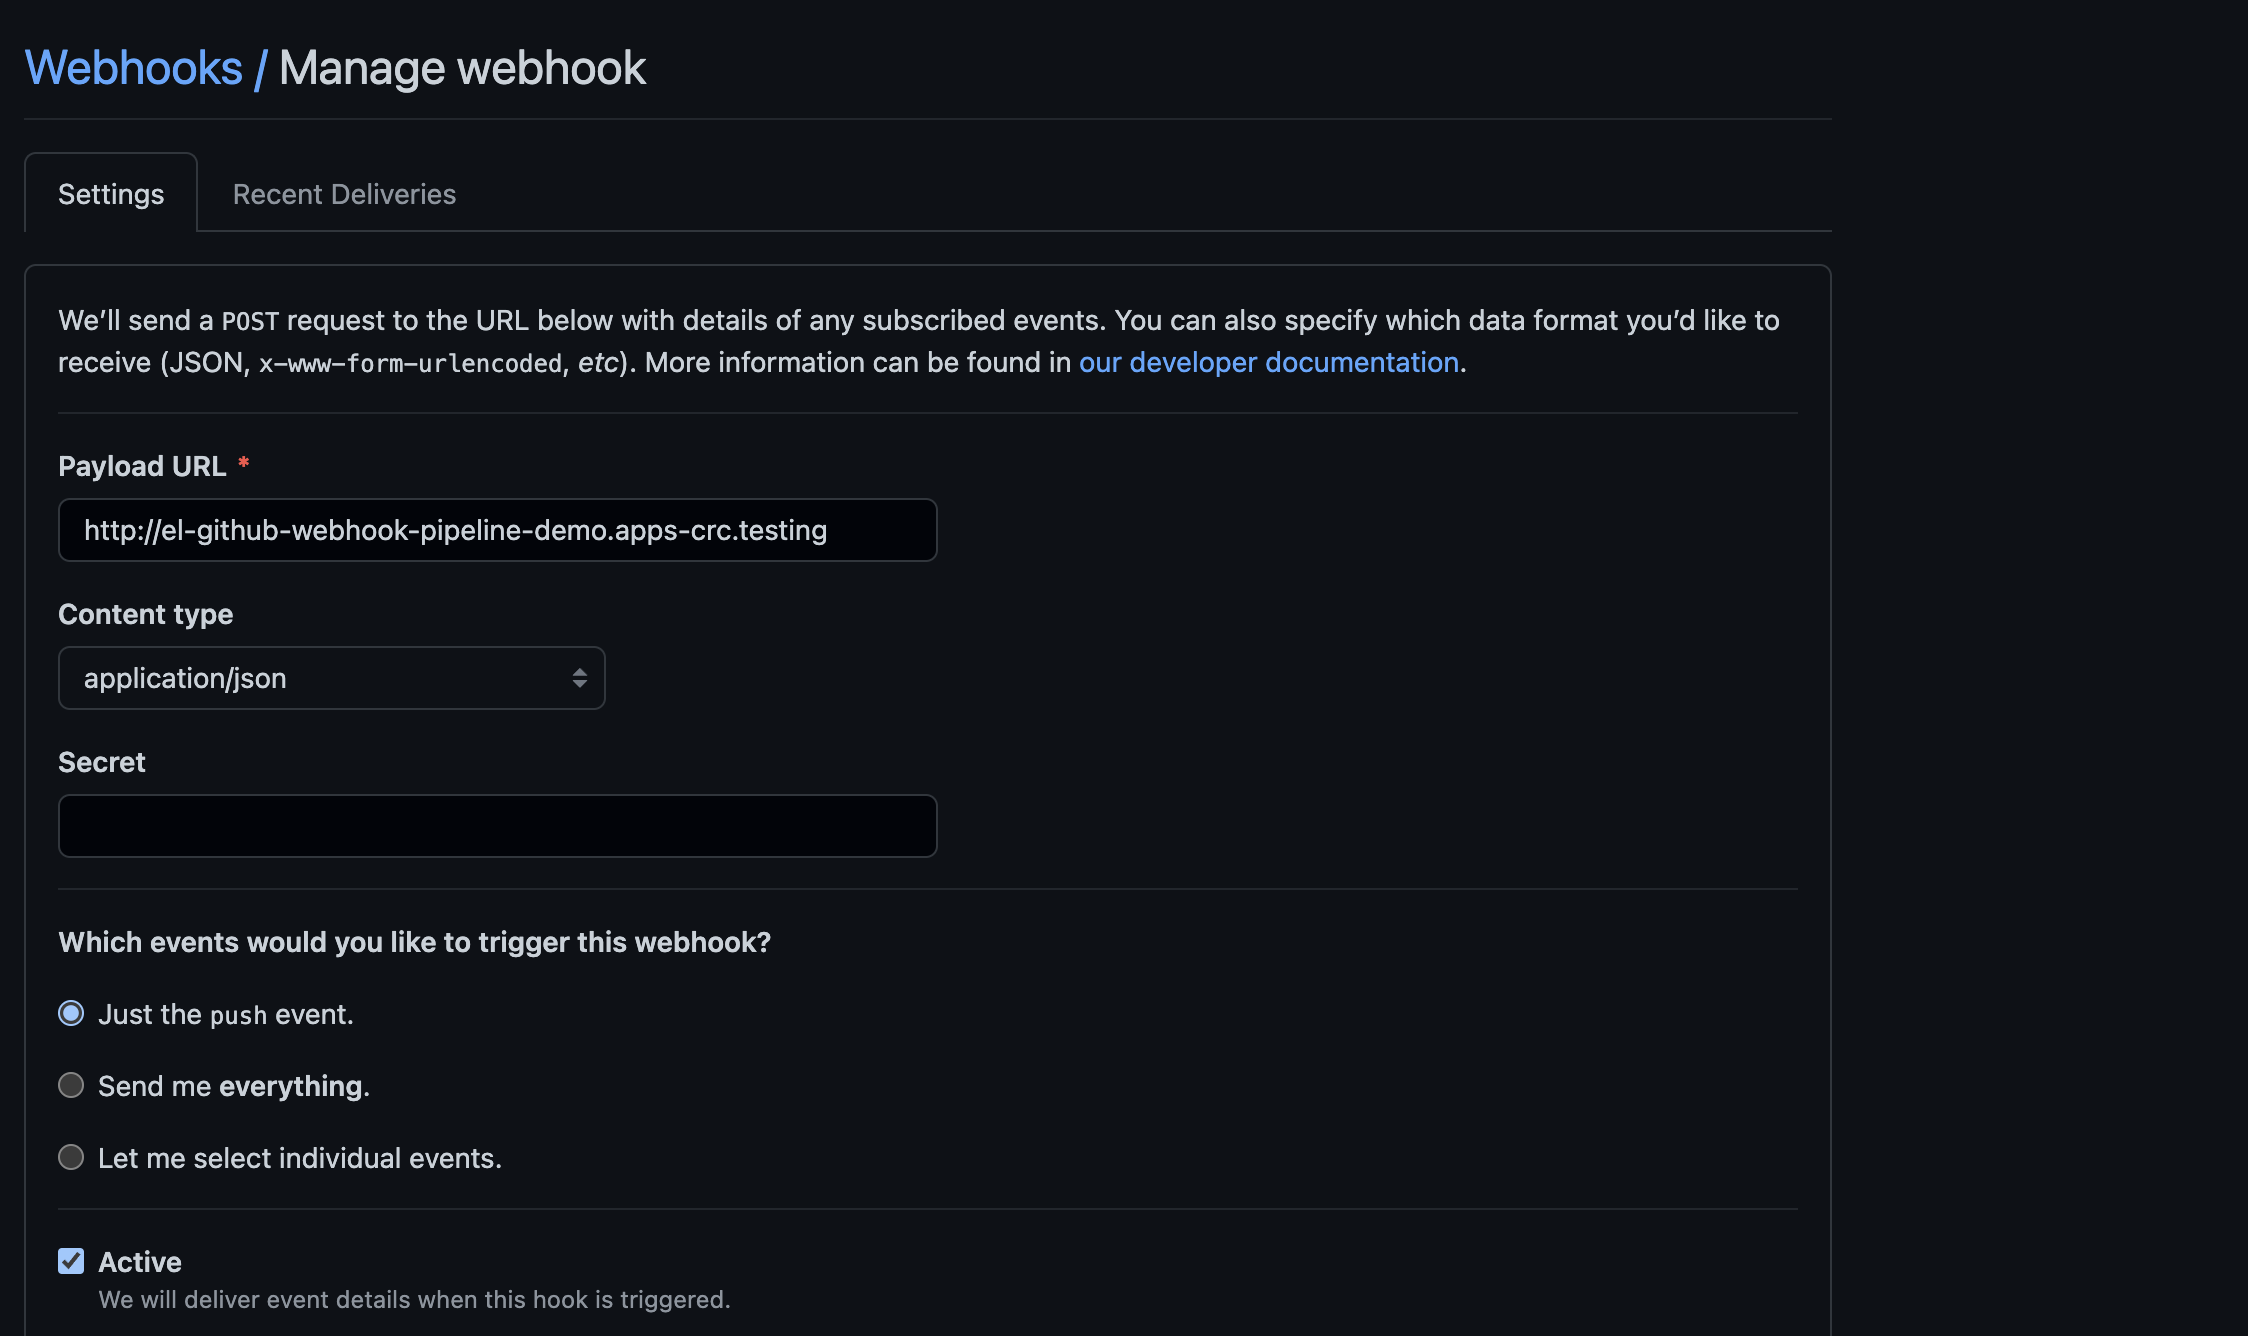 Webhooks / Manage webhook
Settings
Recent Deliveries
We’ll send a POST request to the URL below with details of any subscribed events. You can also specify which data format you’d like to
receive (JSON, x-www-form-urlencoded, etc). More information can be found in our developer documentation.
Payload URL *
http://el-github-webhook-pipeline-demo.apps-crc.testing
Content type
application/json
Secret
Which events would you like to trigger this webhook?
Just the push event.
Send me everything.
Let me select individual events.
Active
We will deliver event details when this hook is triggered.